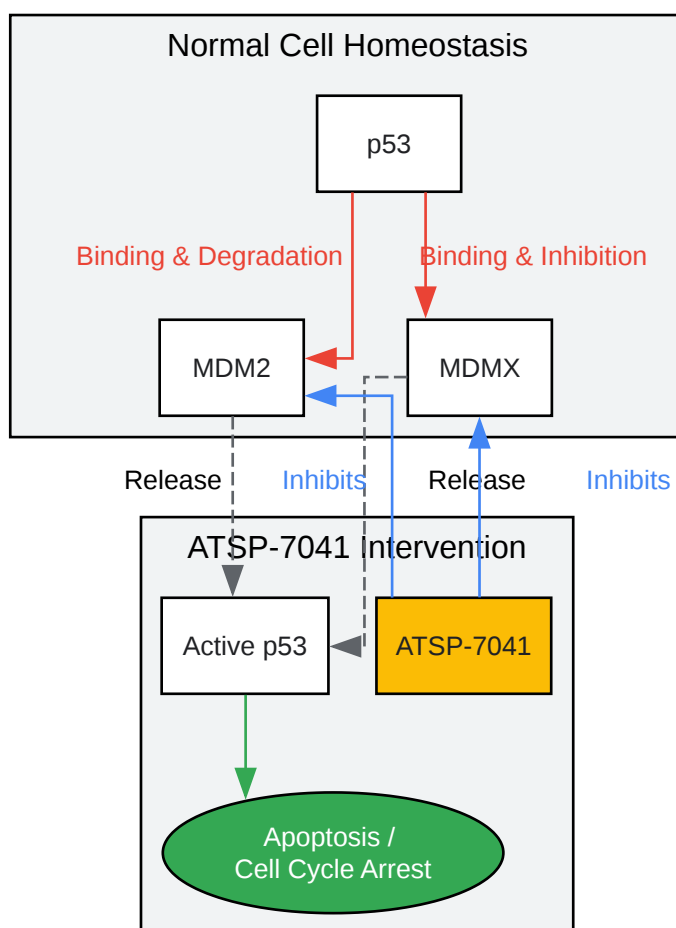 Normal Cell Homeostasis
p53
Binding & Degradation
Binding & Inhibition
MDM2
MDMX
Release
Inhibits
Release
Inhibits
ATSP-7041 Intervention
Active p53
ATSP-7041
Apoptosis /
Cell Cycle Arrest